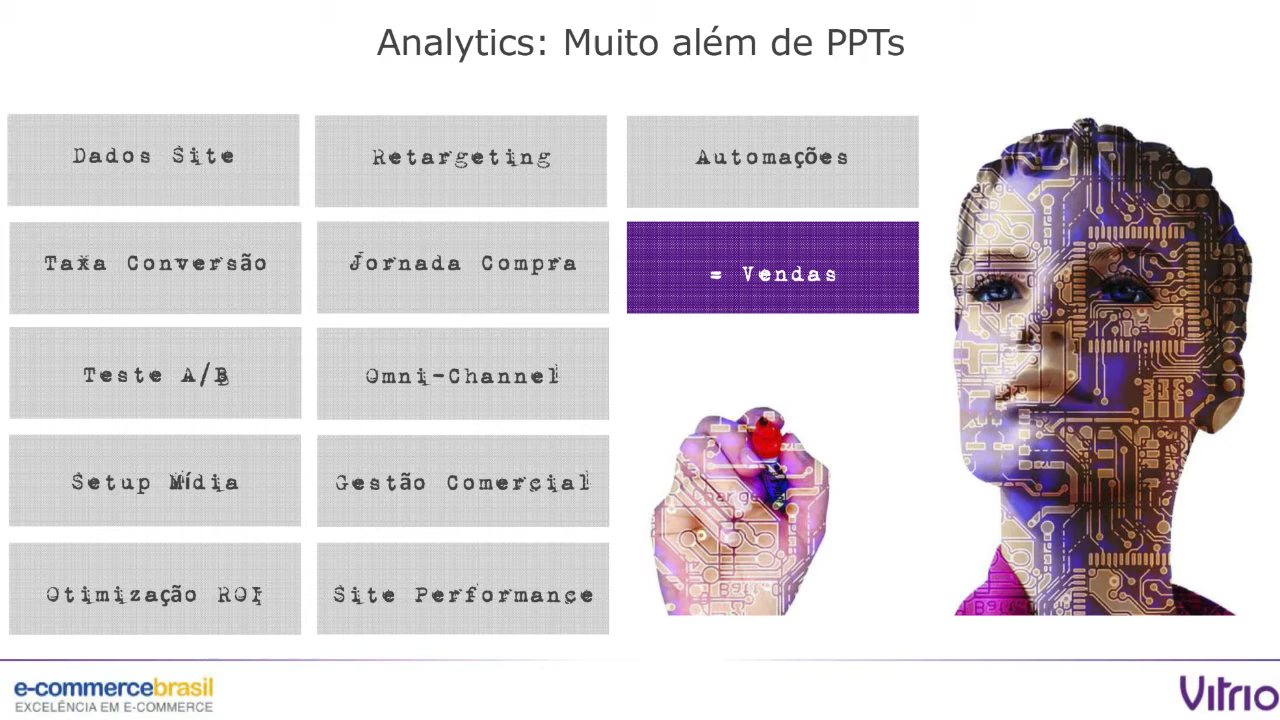 Analytics: Muito além de PPTs
Dados Site
Retargeting
Automações
Taxa Conversão
Jornada Compra
= Vendas
Teste A/B
Omni-Channel
Setup Mídia
Gestão Comercial
Otimização ROI
Site Performance
e-commercebrasil
EXCELÊNCIA EM E-COMMERCE
Vitrio